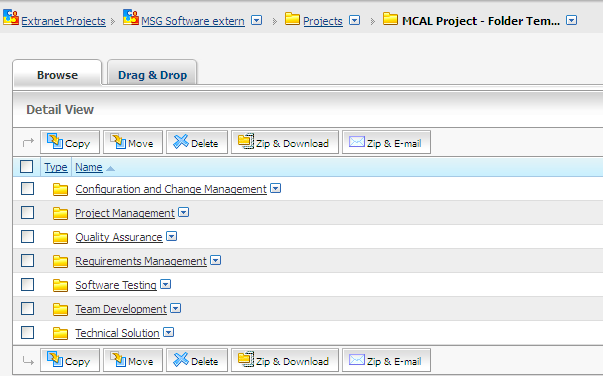 Extranet Projects MSG Software extern Projects MCAL Project - Folder Tem...
Browse Drag & Drop
Detail View
Copy Move Delete Zip & Download Zip & E-mail
Type Name
Configuration and Change Management
Project Management
Quality Assurance
Requirements Management
Software Testing
Team Development
Technical Solution
Copy Move Delete Zip & Download Zip & E-mail